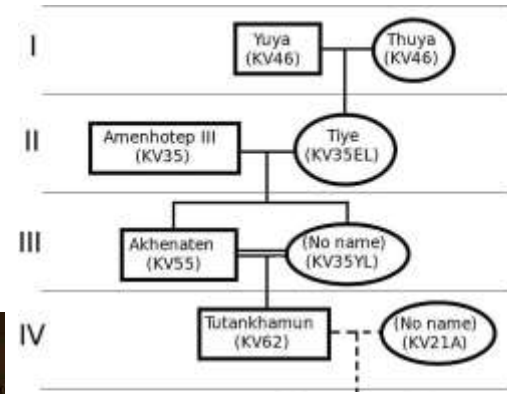 I
Yuya
(KV46)
Thuya
(KV46)
II
Amenhotep III
(KV35)
Tiye
(KV35EL)
III
Akhenaten
(KV55)
(No name)
(KV35YL)
IV
Tutankhamun
(KV62)
(No name)
(KV21A)